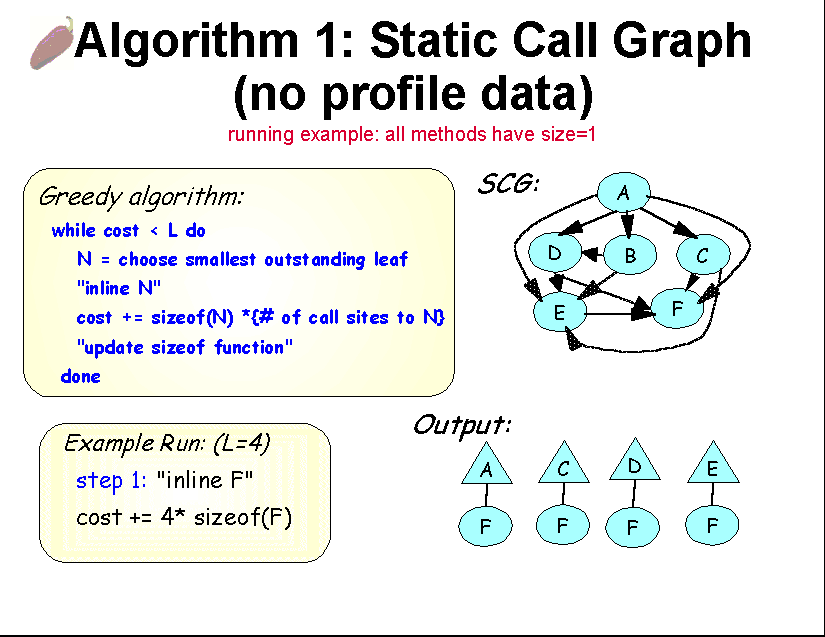 Algorithm 1: Static Call Graph
(no profile data)
running example: all methods have size=1
Greedy algorithm:
while cost < L do
N = choose smallest outstanding leaf
"inline N"
cost += sizeof(N) *{# of call sites to N}
"update sizeof function"
done
SCG:
A
D B C
E F
Example Run: (L=4)
step 1: "inline F"
cost += 4* sizeof(F)
Output:
A C D E
F F F F